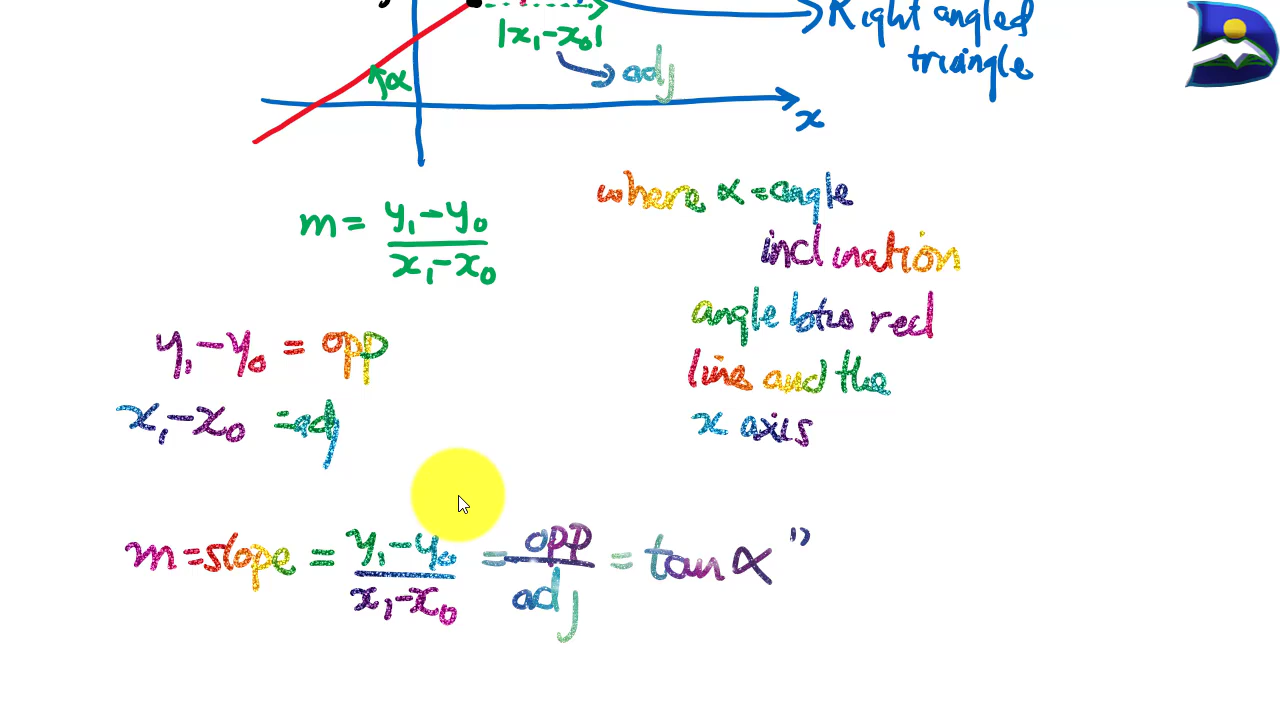 |x₁-x₀|
Right angled
triangle
adj
α
x
m = y₁-y₀ / x₁-x₀
where α = angle
inclination
angle btw red
line and the
x axis
y₁-y₀ = opp
x₁-x₀ = adj
m = slope = y₁-y₀ / x₁-x₀ = opp / adj = tan α "